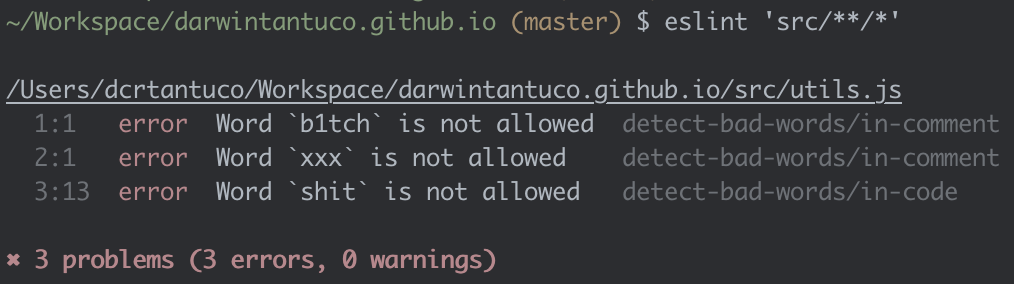 ~/Workspace/darwintantuco.github.io (master) $ eslint 'src/**/*'
/Users/dcrtantuco/Workspace/darwintantuco.github.io/src/utils.js
1:1 error Word `b1tch` is not allowed detect-bad-words/in-comment
2:1 error Word `xxx` is not allowed detect-bad-words/in-comment
3:13 error Word `shit` is not allowed detect-bad-words/in-code
✖ 3 problems (3 errors, 0 warnings)